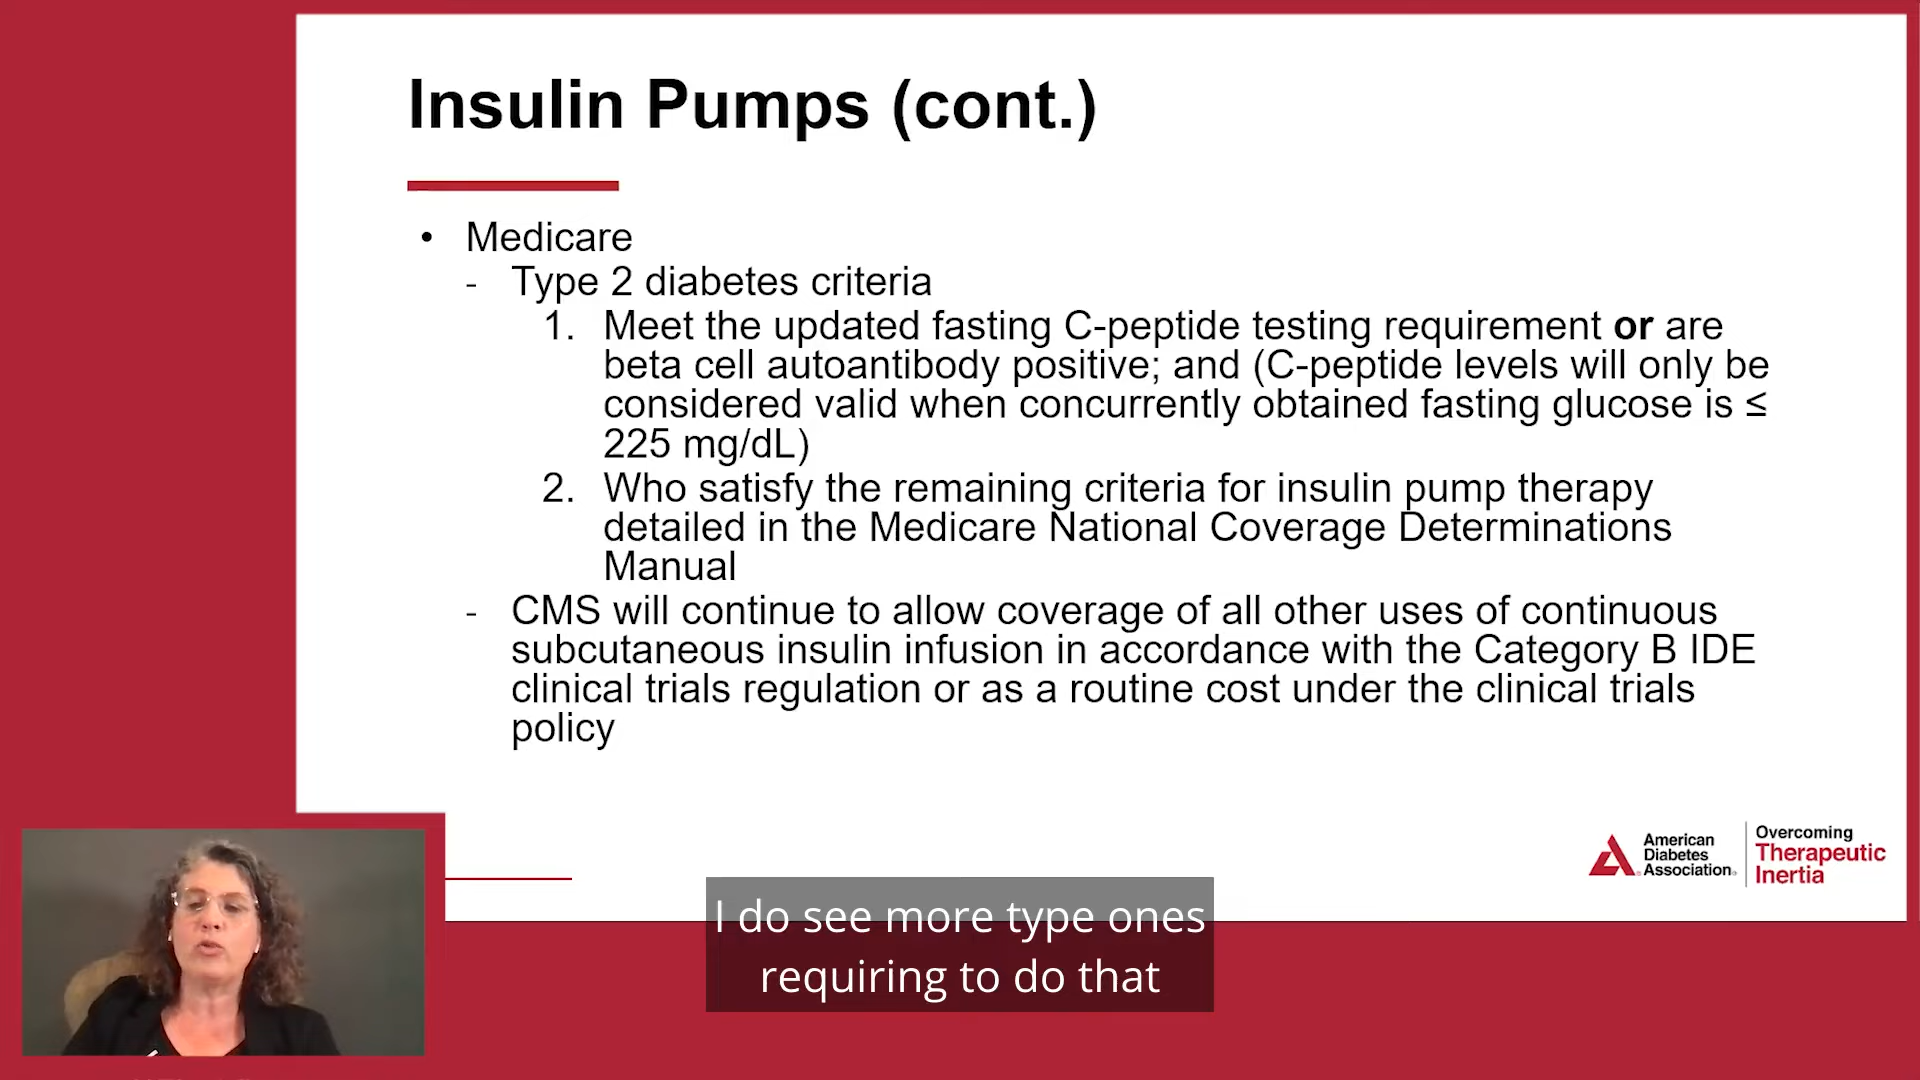 Insulin Pumps (cont.)
• Medicare
- Type 2 diabetes criteria
1. Meet the updated fasting C-peptide testing requirement or are
beta cell autoantibody positive; and (C-peptide levels will only be
considered valid when concurrently obtained fasting glucose is ≤
225 mg/dL)
2. Who satisfy the remaining criteria for insulin pump therapy
detailed in the Medicare National Coverage Determinations
Manual
- CMS will continue to allow coverage of all other uses of continuous
subcutaneous insulin infusion in accordance with the Category B IDE
clinical trials regulation or as a routine cost under the clinical trials
policy
American
Diabetes
Association®
Overcoming
Therapeutic
Inertia
I do see more type ones
requiring to do that